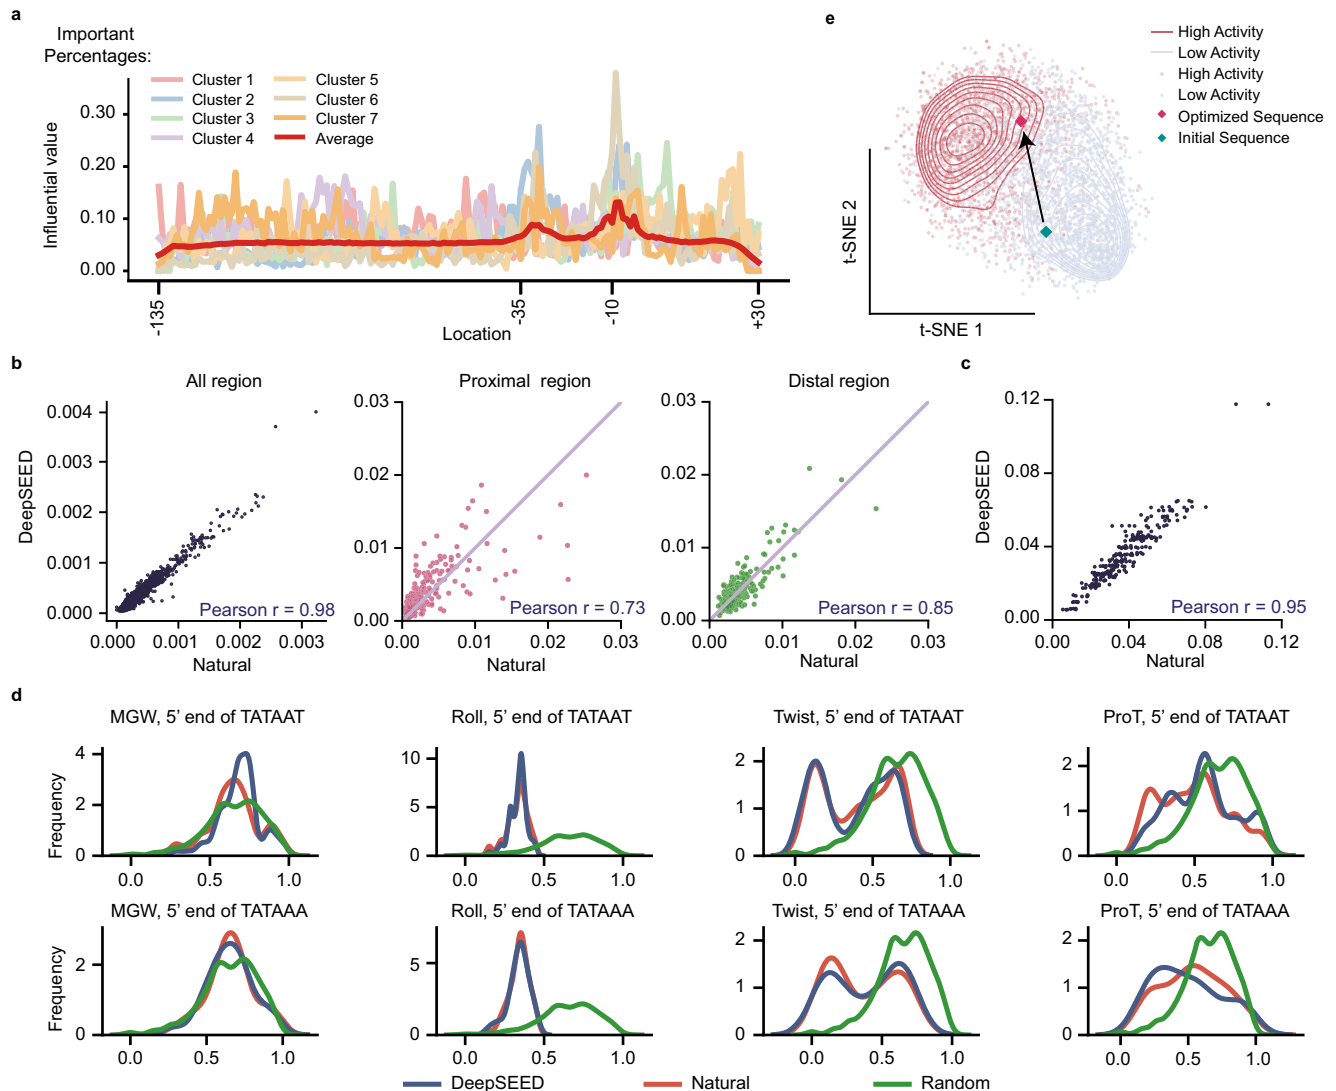 a
Important
Percentages:
Cluster 1
Cluster 2
Cluster 3
Cluster 4
Cluster 5
Cluster 6
Cluster 7
Average
Influential value
0.30
0.20
0.10
0.00
-135
-35
-10
+30
Location
e
High Activity
Low Activity
High Activity
Low Activity
Optimized Sequence
Initial Sequence
t-SNE 2
t-SNE 1
b
All region
DeepSEED
0.004
0.003
0.002
0.001
0.000
Pearson r = 0.98
0.000 0.001 0.002 0.003
Natural
Proximal region
0.03
0.02
0.01
0.00
Pearson r = 0.73
0.00 0.01 0.02 0.03
Natural
Distal region
0.03
0.02
0.01
0.00
Pearson r = 0.85
0.00 0.01 0.02 0.03
Natural
c
DeepSEED
0.12
0.08
0.04
0.00
Pearson r = 0.95
0.00 0.04 0.08 0.12
Natural
d
MGW, 5' end of TATAAT
Frequency
4
2
0
0.0 0.5 1.0
Roll, 5' end of TATAAT
10
5
0
0.0 0.5 1.0
Twist, 5' end of TATAAT
2
1
0
0.0 0.5 1.0
ProT, 5' end of TATAAT
2
1
0
0.0 0.5 1.0
MGW, 5' end of TATAAA
Frequency
2
0
0.0 0.5 1.0
Roll, 5' end of TATAAA
5
0
0.0 0.5 1.0
Twist, 5' end of TATAAA
2
1
0
0.0 0.5 1.0
ProT, 5' end of TATAAA
2
1
0
0.0 0.5 1.0
DeepSEED Natural Random